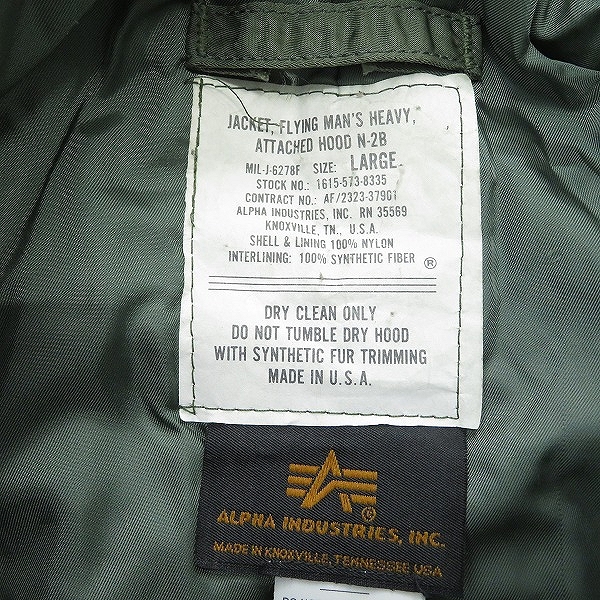 JACKET, FLYING MAN'S HEAVY,
ATTACHED HOOD N-2B
MIL-J-6278F SIZE: LARGE.
STOCK NO.: 1615-573-8335
CONTRACT NO.: AF/2323-37901
ALPHA INDUSTRIES, INC. RN 35569
KNOXVILLE, TN., U.S.A.
SHELL & LINING 100% NYLON
INTERLINING: 100% SYNTHETIC FIBER ®
DRY CLEAN ONLY
DO NOT TUMBLE DRY HOOD
WITH SYNTHETIC FUR TRIMMING
MADE IN U.S.A.
®
ALPHA INDUSTRIES, INC.
MADE IN KNOXVILLE, TENNESSEE USA